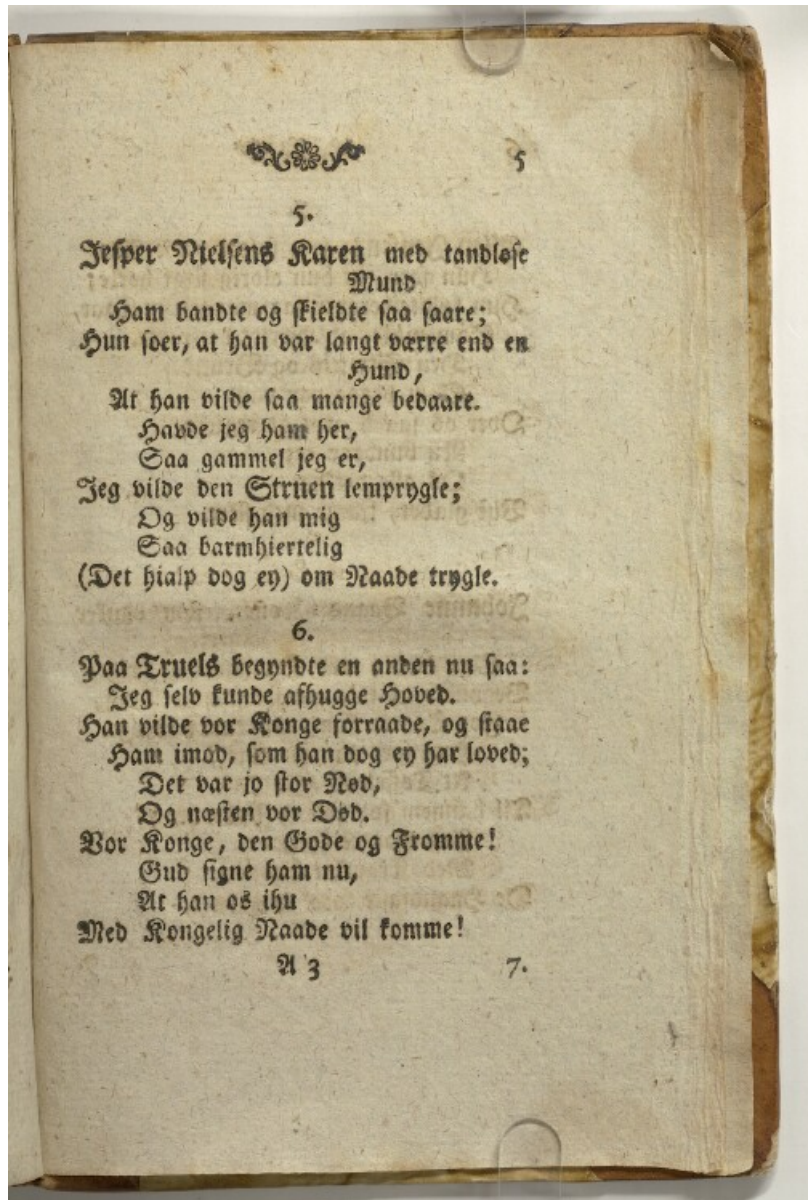 5
5.
Jesper Nielsens Karen med tandløse
Mund
Ham bandte og skieldte saa saare;
Hun soer, at han var langt værre end en
Hund,
At han vilde saa mange bedaare.
Havde jeg ham her,
Saa gammel jeg er,
Jeg vilde den Struen lemprygle;
Og vilde han mig
Saa barmhiertelig
(Det hialp dog ey) om Naade trygle.
6.
Paa Truels begyndte en anden nu saa:
Jeg selv kunde afhugge Hoved.
Han vilde vor Konge forraade, og staae
Ham imod, som han dog ey har loved;
Det var jo stor Nød,
Og næsten vor Død.
Vor Konge, den Gode og Fromme!
Gud signe ham nu,
At han os ihu
Med Kongelig Naade vil komme!
A 3 7.